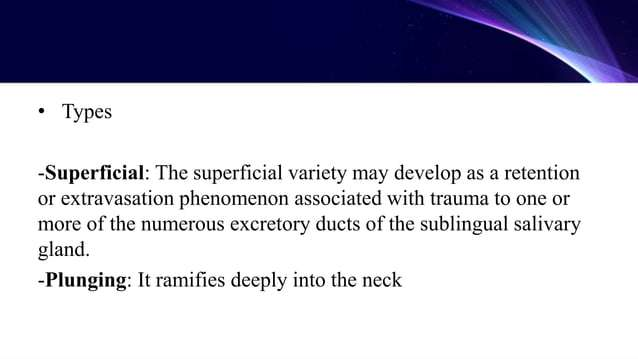 • Types
-Superficial: The superficial variety may develop as a retention
or extravasation phenomenon associated with trauma to one or
more of the numerous excretory ducts of the sublingual salivary
gland.
-Plunging: It ramifies deeply into the neck